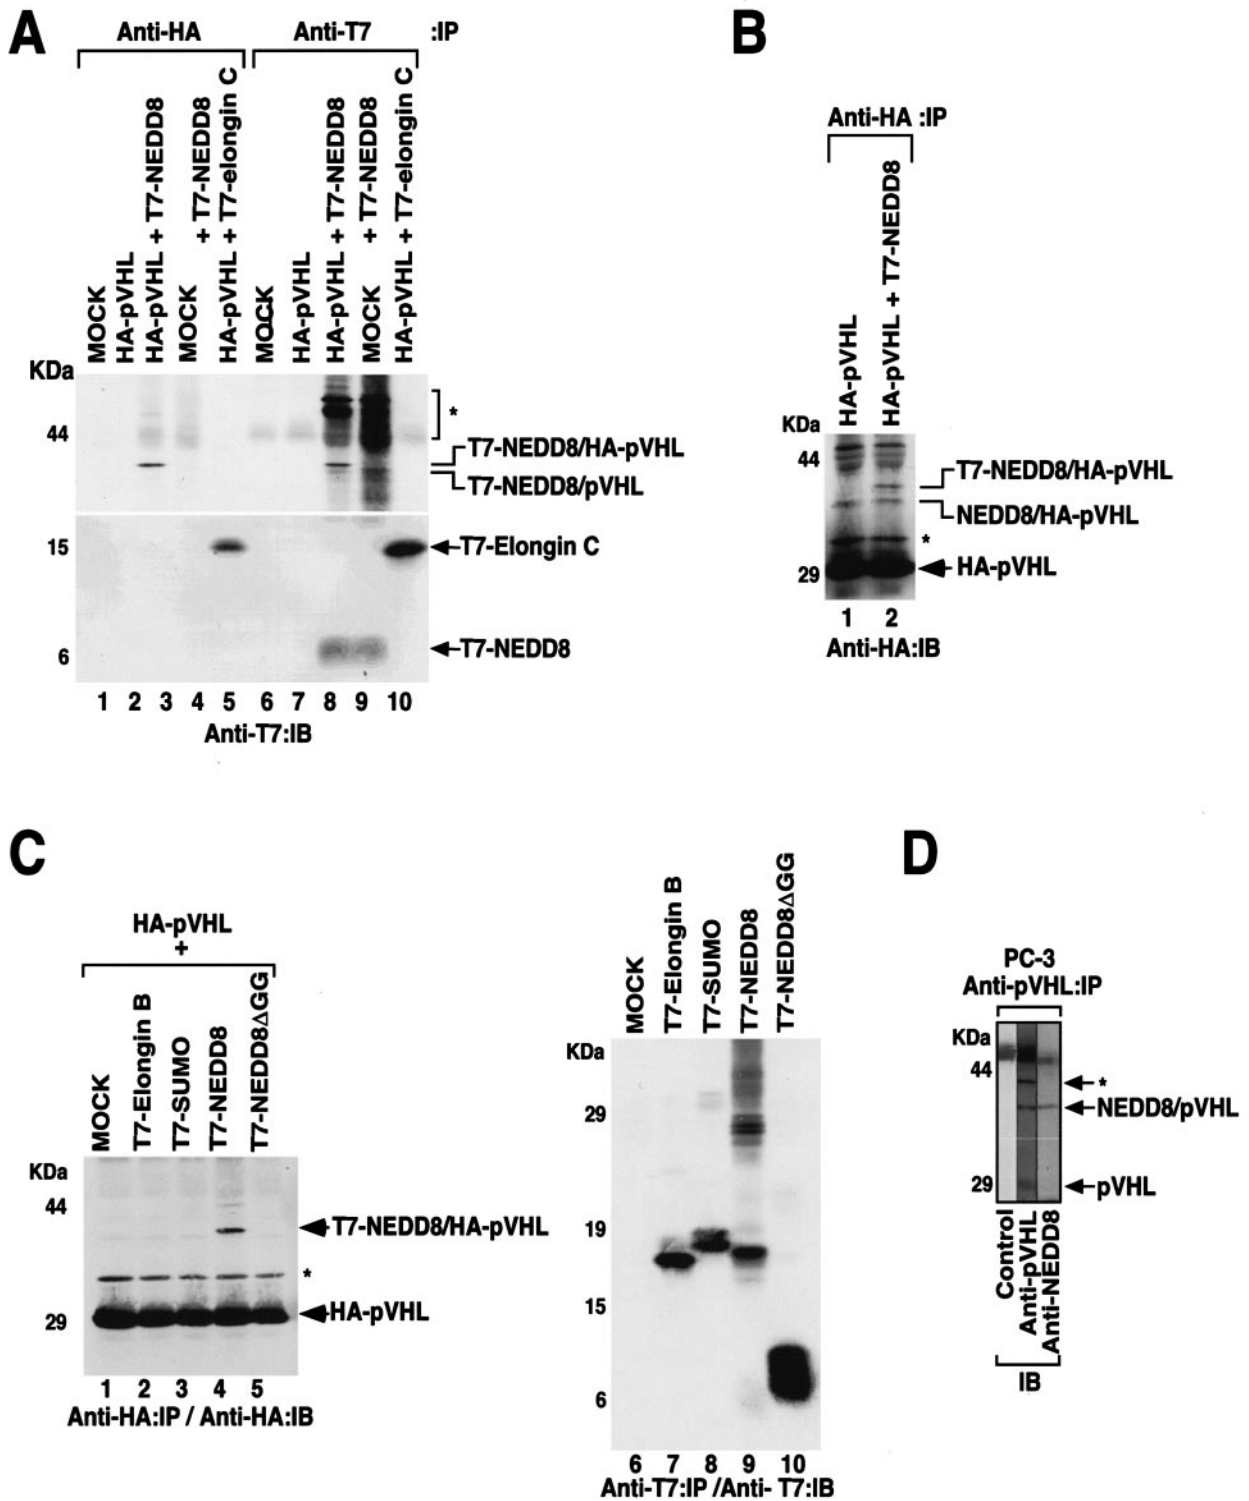 A
Anti-HA Anti-T7 :IP
MOCK
HA-pVHL
HA-pVHL + T7-NEDD8
MOCK + T7-NEDD8
HA-pVHL + T7-elongin C
MOCK
HA-pVHL
HA-pVHL + T7-NEDD8
MOCK + T7-NEDD8
HA-pVHL + T7-elongin C
KDa
44
*
T7-NEDD8/HA-pVHL
T7-NEDD8/pVHL
15
T7-Elongin C
6
T7-NEDD8
1 2 3 4 5 6 7 8 9 10
Anti-T7:IB
B
Anti-HA :IP
HA-pVHL
HA-pVHL + T7-NEDD8
KDa
44
T7-NEDD8/HA-pVHL
NEDD8/HA-pVHL
*
29
HA-pVHL
1 2
Anti-HA:IB
C
HA-pVHL
+
MOCK
T7-Elongin B
T7-SUMO
T7-NEDD8
T7-NEDD8ΔGG
KDa
44
T7-NEDD8/HA-pVHL
*
29
HA-pVHL
1 2 3 4 5
Anti-HA:IP / Anti-HA:IB
MOCK
T7-Elongin B
T7-SUMO
T7-NEDD8
T7-NEDD8ΔGG
KDa
29
19
15
6
6 7 8 9 10
Anti-T7:IP /Anti- T7:IB
D
PC-3
Anti-pVHL:IP
KDa
44
*
NEDD8/pVHL
29
pVHL
Control
Anti-pVHL
Anti-NEDD8
IB